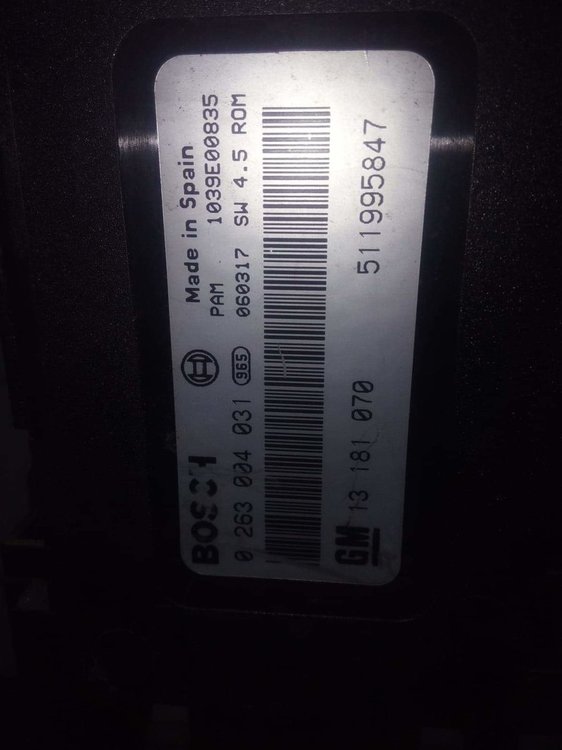 BOSCH
Made in Spain
PAM 1039E00835
0 263 004 031 965 060317 SW 4.5 ROM
GM 13 181 070 511995847